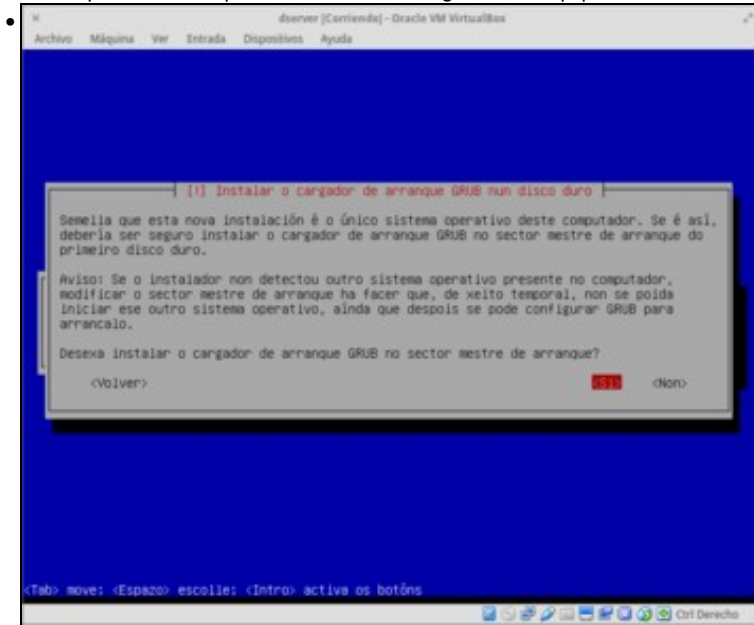 dserver [Corriendo] - Oracle VM VirtualBox
Archivo Máquina Ver Entrada Dispositivos Ayuda
[!] Instalar o cargador de arranque GRUB nun disco duro
Semella que esta nova instalación é o único sistema operativo deste computador. Se é así,
debería ser seguro instalar o cargador de arranque GRUB no sector mestre de arranque do
primeiro disco duro.
Aviso: Se o instalador non detectou outro sistema operativo presente no computador,
modificar o sector mestre de arranque ha facer que, de xeito temporal, non se poida
iniciar ese outro sistema operativo, aínda que despois se pode configurar GRUB para
arrancalo.
Desexa instalar o cargador de arranque GRUB no sector mestre de arranque?
<Volver> <Si> <Non>
<Tab> move; <Espazo> escolle; <Intro> activa os botóns
Ctrl Derecho